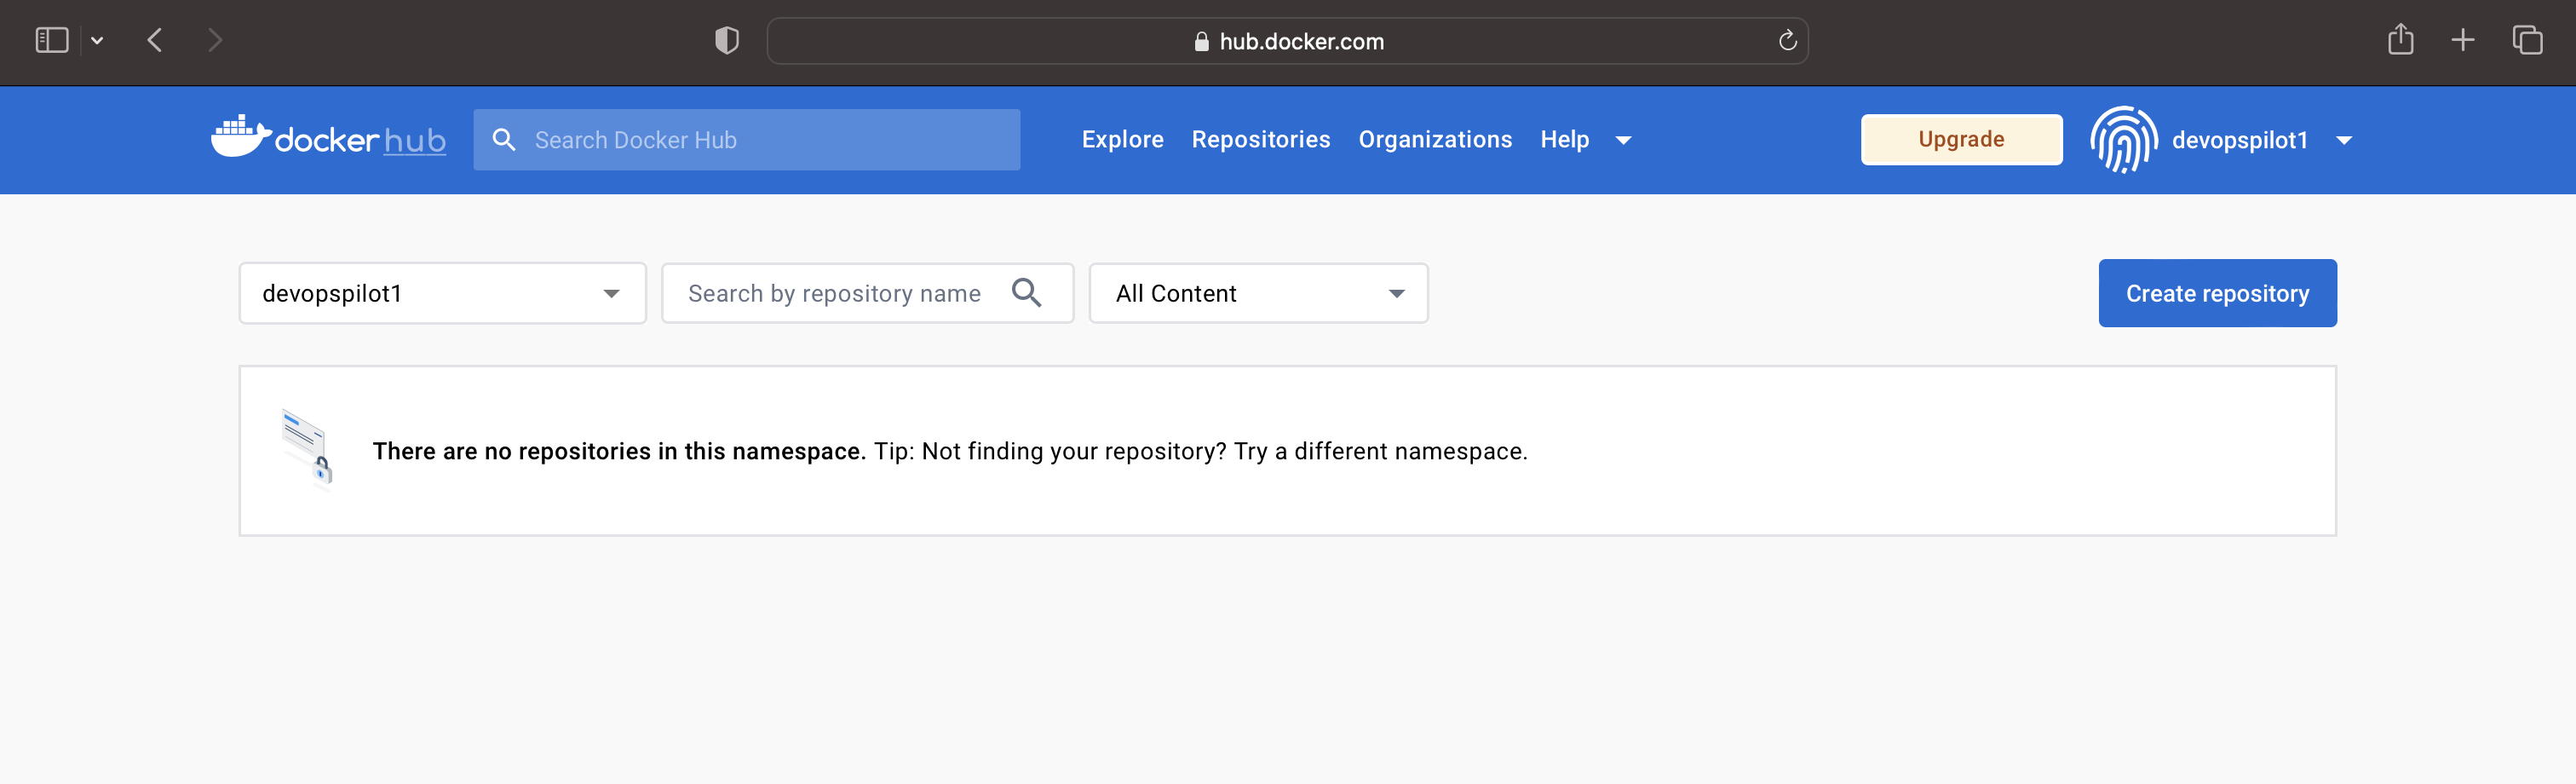 hub.docker.com
docker hub
Search Docker Hub
Explore
Repositories
Organizations
Help
Upgrade
devopspilot1
devopspilot1
Search by repository name
All Content
Create repository
There are no repositories in this namespace. Tip: Not finding your repository? Try a different namespace.